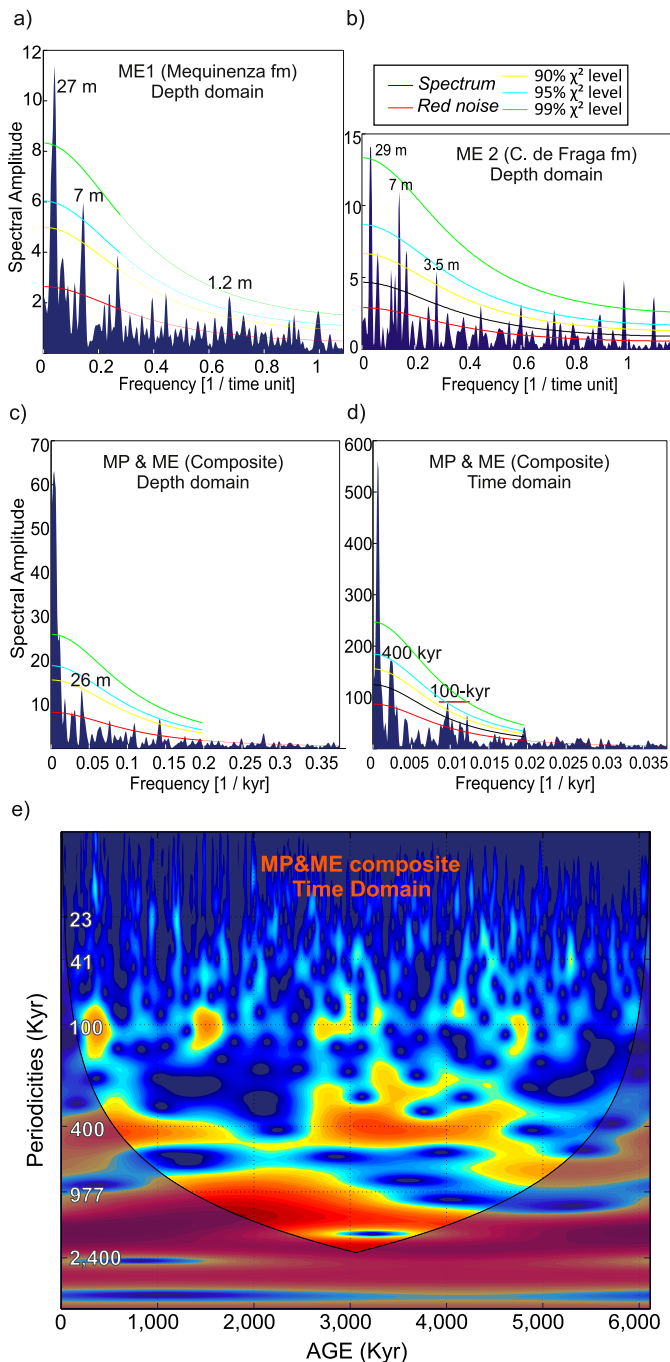 a)
ME1 (Mequinenza fm)
Depth domain
27 m
7 m
1.2 m
12
10
8
6
4
2
0
Spectral Amplitude
0 0.2 0.4 0.6 0.8 1
Frequency [1 / time unit]
b)
Spectrum
Red noise
90% χ² level
95% χ² level
99% χ² level
ME 2 (C. de Fraga fm)
Depth domain
29 m
7 m
3.5 m
15
10
5
0
0 0.2 0.4 0.6 0.8 1
Frequency [1 / time unit]
c)
MP & ME (Composite)
Depth domain
26 m
70
60
50
40
30
20
10
0
Spectral Amplitude
0 0.05 0.1 0.15 0.2 0.25 0.3 0.35
Frequency [1 / kyr]
d)
MP & ME (Composite)
Time domain
400 kyr
100-kyr
600
500
400
300
200
100
0
0 0.005 0.01 0.015 0.02 0.025 0.03 0.035
Frequency [1 / kyr]
e)
MP&ME composite
Time Domain
23
41
100
400
977
2,400
Periodicities (Kyr)
0 1,000 2,000 3,000 4,000 5,000 6,000
AGE (Kyr)